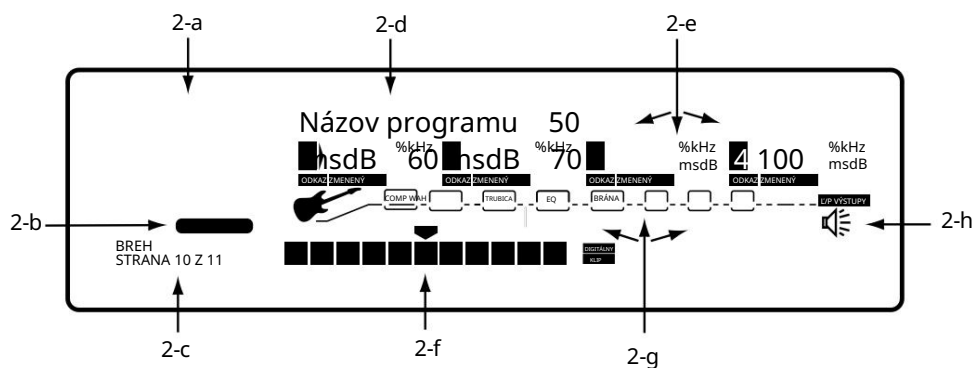 2-a 2-d 2-e
Názov programu 50
%kHz %kHz %kHz %kHz
msdB 60 msdB 70 msdB 4 100 msdB
ODKAZ ZMENENÝ ODKAZ ZMENENÝ ODKAZ ZMENENÝ ODKAZ ZMENENÝ
COMP WAH TRUBICA EQ BRÁNA
Ľ/P VÝSTUPY
2-b 2-h
BREH
STRANA 10 Z 11
DIGITÁLNY
KLIP
2-c 2-f 2-g